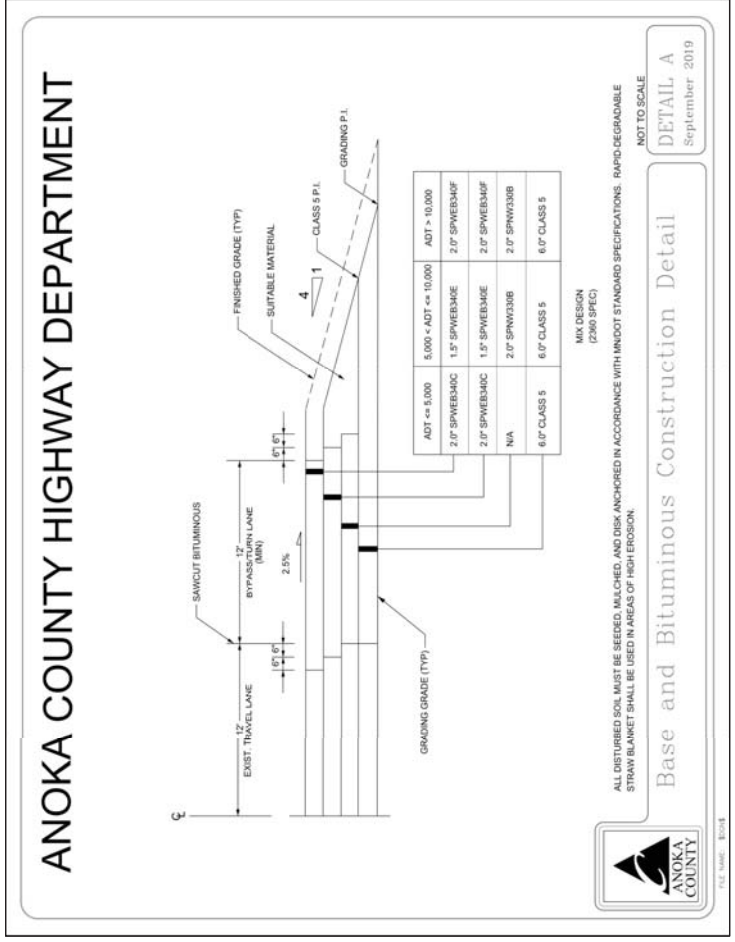 ANOKA COUNTY HIGHWAY DEPARTMENT
℄
12'
EXIST. TRAVEL LANE
6" 6"
SAWCUT BITUMINOUS
12'
BYPASS/TURN LANE
(MIN)
2.5%
6" 6"
FINISHED GRADE (TYP)
SUITABLE MATERIAL
4
1
CLASS 5 P.I.
GRADING P.I.
GRADING GRADE (TYP)
ADT <= 5,000 5,000 < ADT <= 10,000 ADT > 10,000
2.0" SPWEB340C 1.5" SPWEB340E 2.0" SPWEB340F
2.0" SPWEB340C 1.5" SPWEB340E 2.0" SPWEB340F
N/A 2.0" SPNW330B 2.0" SPNW330B
6.0" CLASS 5 6.0" CLASS 5 6.0" CLASS 5
MIX DESIGN
(2360 SPEC)
ALL DISTURBED SOIL MUST BE SEEDED, MULCHED, AND DISK ANCHORED IN ACCORDANCE WITH MN/DOT STANDARD SPECIFICATIONS. RAPID-DEGRADABLE
STRAW BLANKET SHALL BE USED IN AREAS OF HIGH EROSION.
NOT TO SCALE
ANOKA
COUNTY
Base and Bituminous Construction Detail
DETAIL A
September 2019
FILE NAME: $DGN$